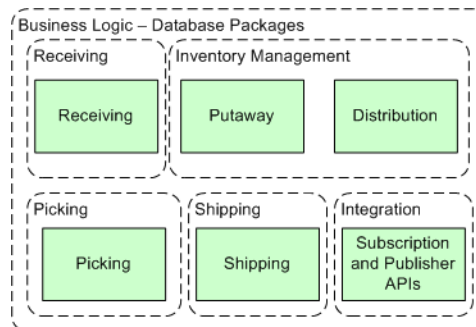 Business Logic – Database Packages
Receiving
Inventory Management
Receiving
Putaway
Distribution
Picking
Shipping
Integration
Picking
Shipping
Subscription
and Publisher
APIs